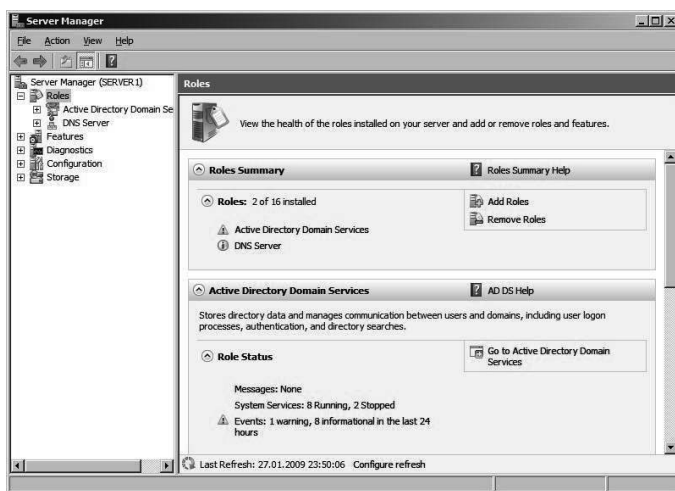 Server Manager
File Action View Help
Server Manager (SERVER1)
Roles
Active Directory Domain Se
DNS Server
Features
Diagnostics
Configuration
Storage
Roles
View the health of the roles installed on your server and add or remove roles and features.
Roles Summary
Roles Summary Help
Roles: 2 of 16 installed
Active Directory Domain Services
DNS Server
Add Roles
Remove Roles
Active Directory Domain Services
AD DS Help
Stores directory data and manages communication between users and domains, including user logon
processes, authentication, and directory searches.
Role Status
Go to Active Directory Domain
Services
Messages: None
System Services: 8 Running, 2 Stopped
Events: 1 warning, 8 informational in the last 24
hours
Last Refresh: 27.01.2009 23:50:06 Configure refresh